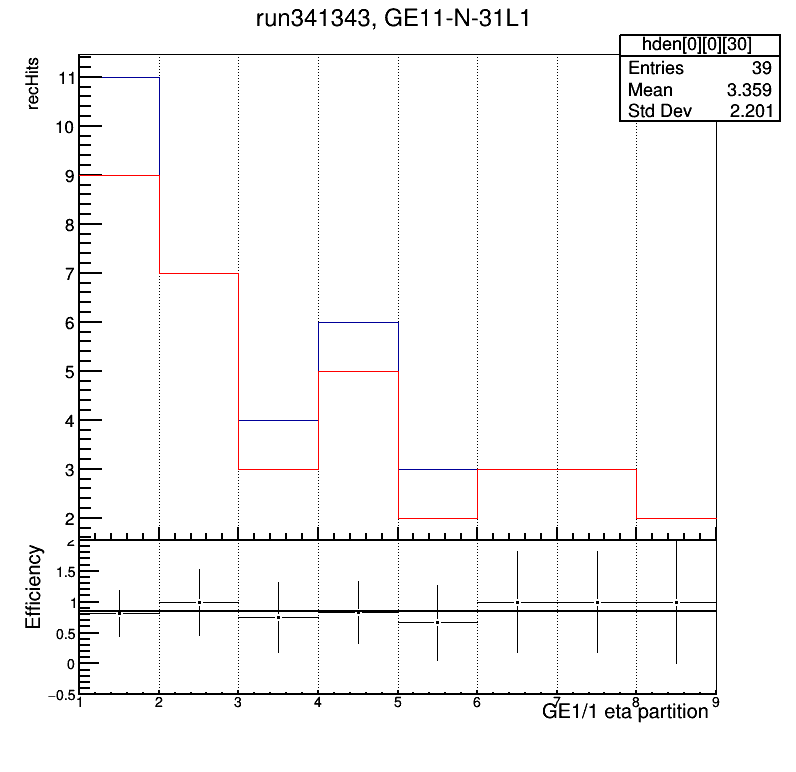 run341343, GE11-N-31L1
hden[0][0][30]
Entries 39
Mean 3.359
Std Dev 2.201
recHits
11
10
9
8
7
6
5
4
3
2
Efficiency
2
1.5
1
0.5
0
−0.5
1 2 3 4 5 6 7 8 9
GE1/1 eta partition